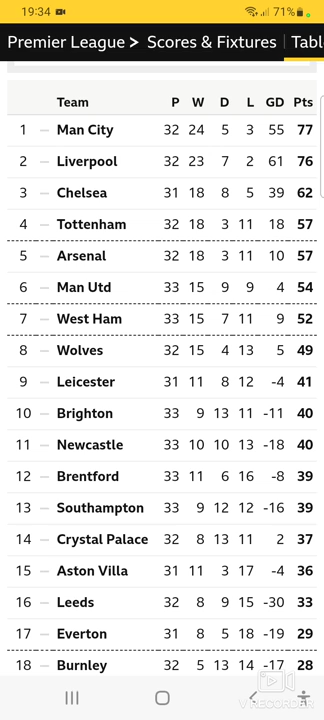 19:34 71%
Premier League > Scores & Fixtures Tabl
Team P W D L GD Pts
1 Man City 32 24 5 3 55 77
2 Liverpool 32 23 7 2 61 76
3 Chelsea 31 18 8 5 39 62
4 Tottenham 32 18 3 11 18 57
5 Arsenal 32 18 3 11 10 57
6 Man Utd 33 15 9 9 4 54
7 West Ham 33 15 7 11 9 52
8 Wolves 32 15 4 13 5 49
9 Leicester 31 11 8 12 -4 41
10 Brighton 33 9 13 11 -11 40
11 Newcastle 33 10 10 13 -18 40
12 Brentford 33 11 6 16 -8 39
13 Southampton 33 9 12 12 -16 39
14 Crystal Palace 32 8 13 11 2 37
15 Aston Villa 31 11 3 17 -4 36
16 Leeds 32 8 9 15 -30 33
17 Everton 31 8 5 18 -19 29
18 Burnley 32 5 13 14 -17 28
V RECORDER